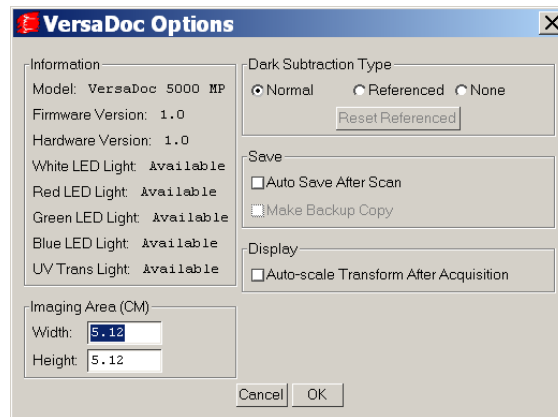 VersaDoc Options
Information
Model: VersaDoc 5000 MP
Firmware Version: 1.0
Hardware Version: 1.0
White LED Light: Available
Red LED Light: Available
Green LED Light: Available
Blue LED Light: Available
UV Trans Light: Available
Imaging Area (CM)
Width: 5.12
Height: 5.12
Dark Subtraction Type
Normal Referenced None
Reset Referenced
Save
Auto Save After Scan
Make Backup Copy
Display
Auto-scale Transform After Acquisition
Cancel OK